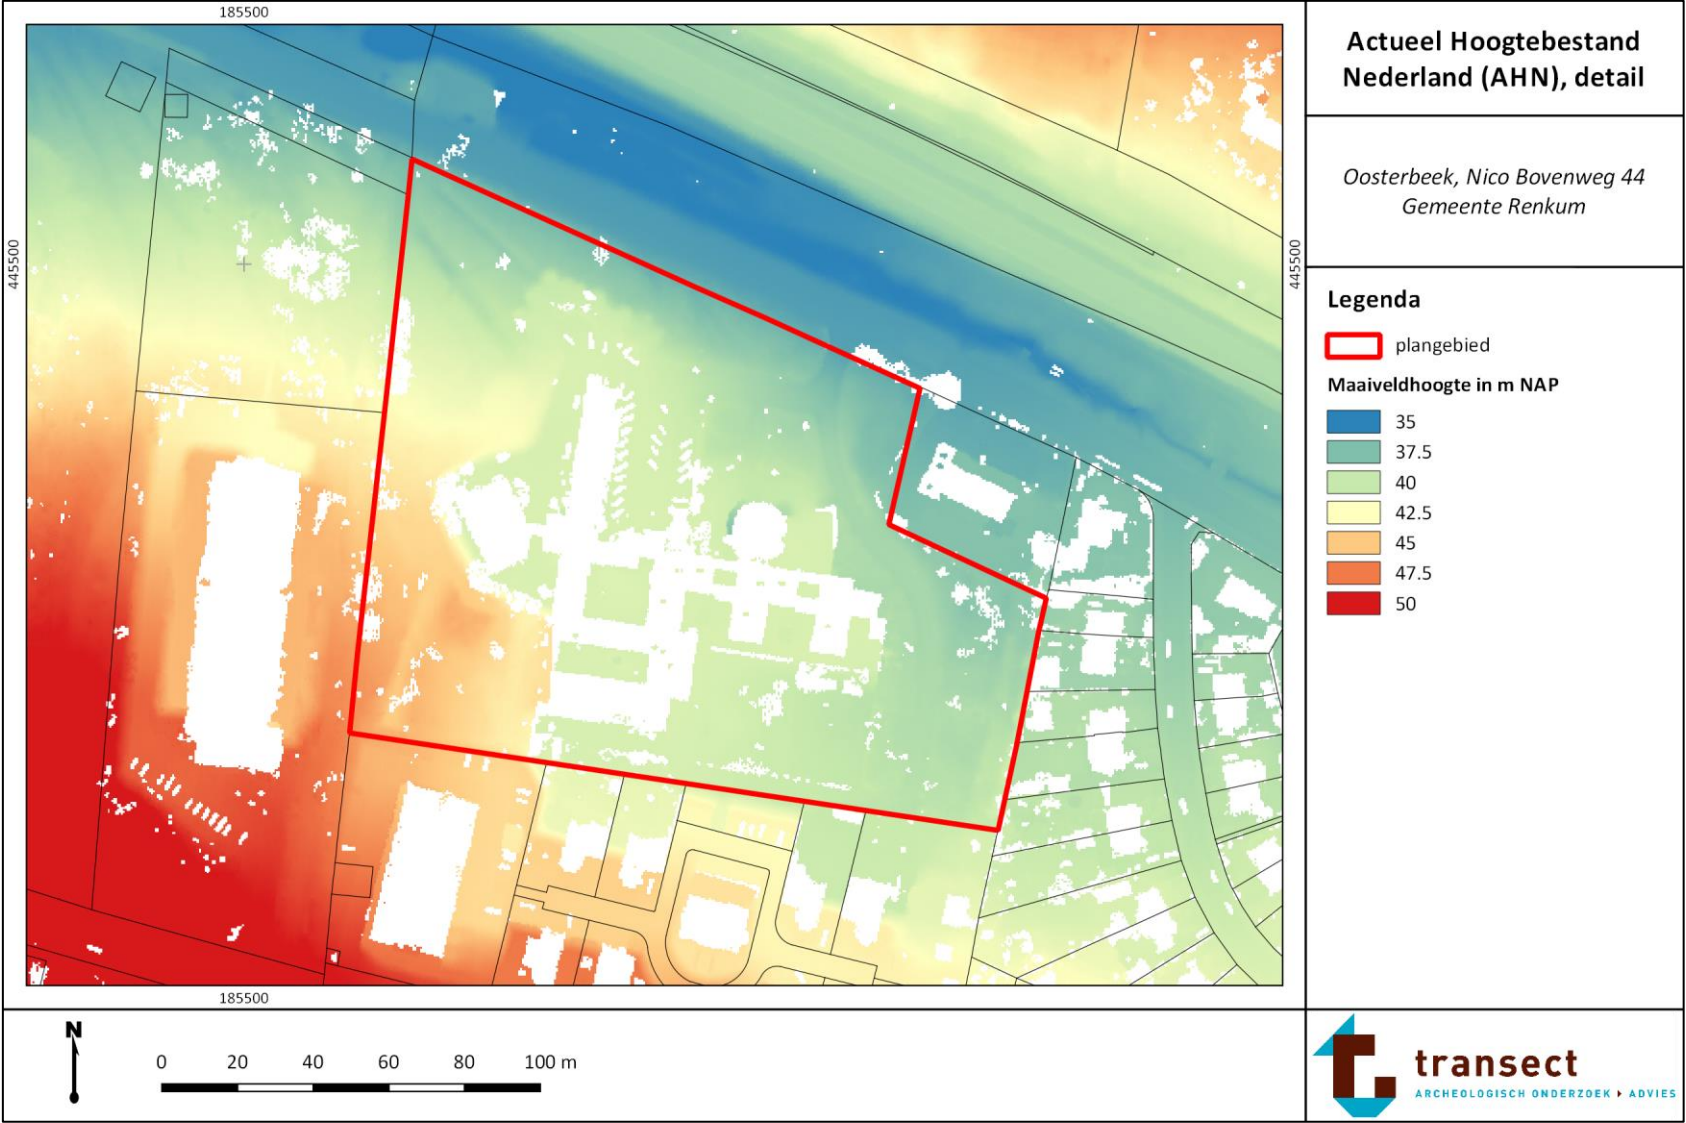 185500
445500
445500
185500
Actueel Hoogtebestand
Nederland (AHN), detail
Oosterbeek, Nico Bovenweg 44
Gemeente Renkum
Legenda
plangebied
Maaiveldhoogte in m NAP
35
37.5
40
42.5
45
47.5
50
N
0 20 40 60 80 100 m
transect
ARCHEOLOGISCH ONDERZOEK ▸ ADVIES